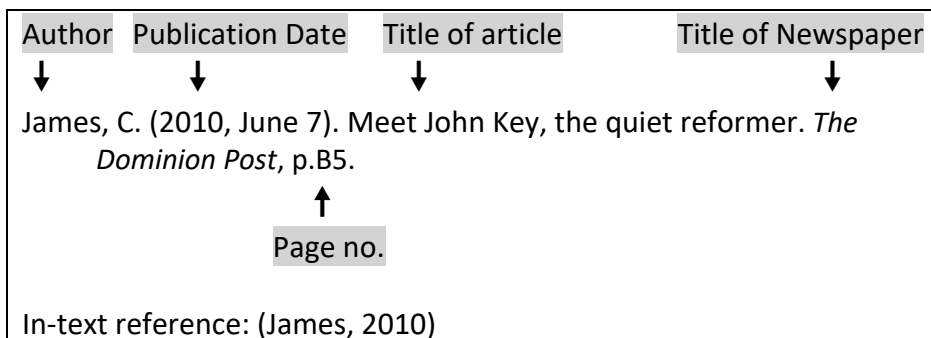 Author Publication Date Title of article Title of Newspaper
James, C. (2010, June 7). Meet John Key, the quiet reformer. The
Dominion Post, p.B5.
Page no.
In-text reference: (James, 2010)